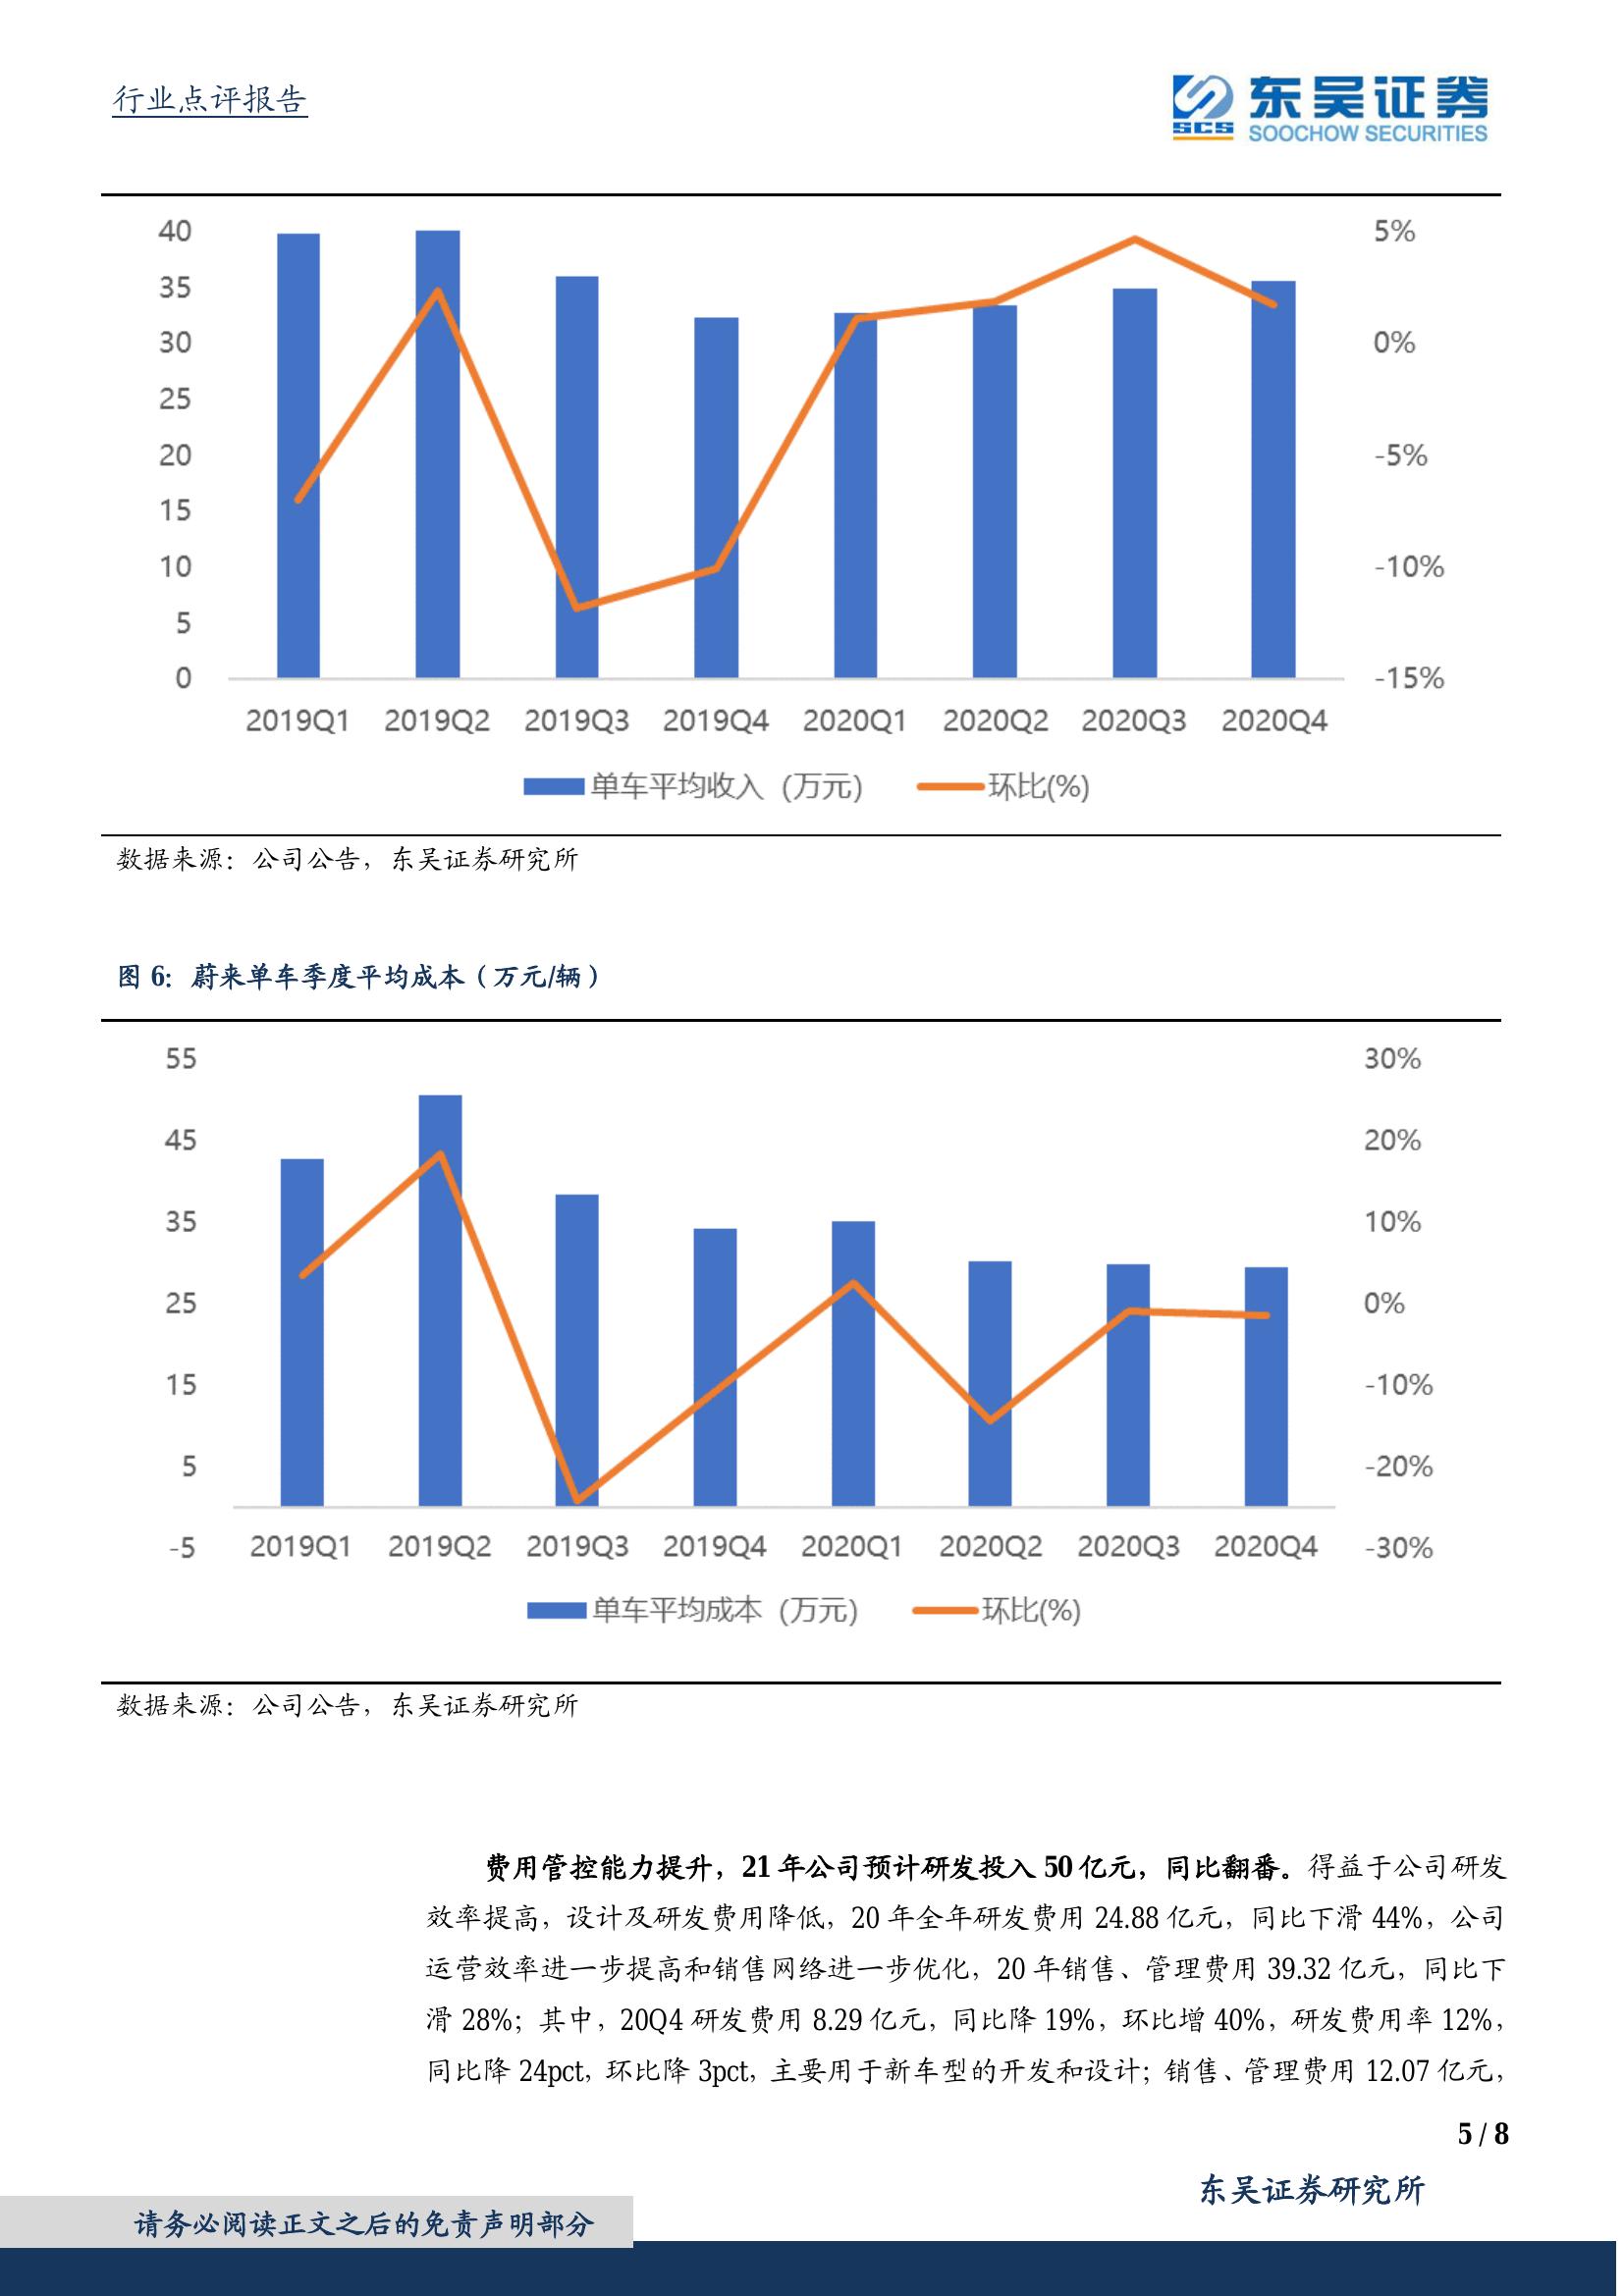 行业点评报告
东吴证券
SCS
SOOCHOW SECURITIES
40
35
30
25
20
15
10
5
0
5%
0%
-5%
-10%
-15%
2019Q1 2019Q2 2019Q3 2019Q4 2020Q1 2020Q2 2020Q3 2020Q4
单车平均收入 (万元) 环比(%)
数据来源：公司公告，东吴证券研究所
图 6: 蔚来单车季度平均成本（万元/辆）
55
45
35
25
15
5
-5
30%
20%
10%
0%
-10%
-20%
-30%
2019Q1 2019Q2 2019Q3 2019Q4 2020Q1 2020Q2 2020Q3 2020Q4
单车平均成本 (万元) 环比(%)
数据来源：公司公告，东吴证券研究所
费用管控能力提升，21 年公司预计研发投入 50 亿元，同比翻番。得益于公司研发
效率提高，设计及研发费用降低，20 年全年研发费用 24.88 亿元，同比下滑 44%，公司
运营效率进一步提高和销售网络进一步优化，20 年销售、管理费用 39.32 亿元，同比下
滑 28%；其中，20Q4 研发费用 8.29 亿元，同比降 19%，环比增 40%，研发费用率 12%，
同比降 24pct，环比降 3pct，主要用于新车型的开发和设计；销售、管理费用 12.07 亿元，
5 / 8
东吴证券研究所
请务必阅读正文之后的免责声明部分